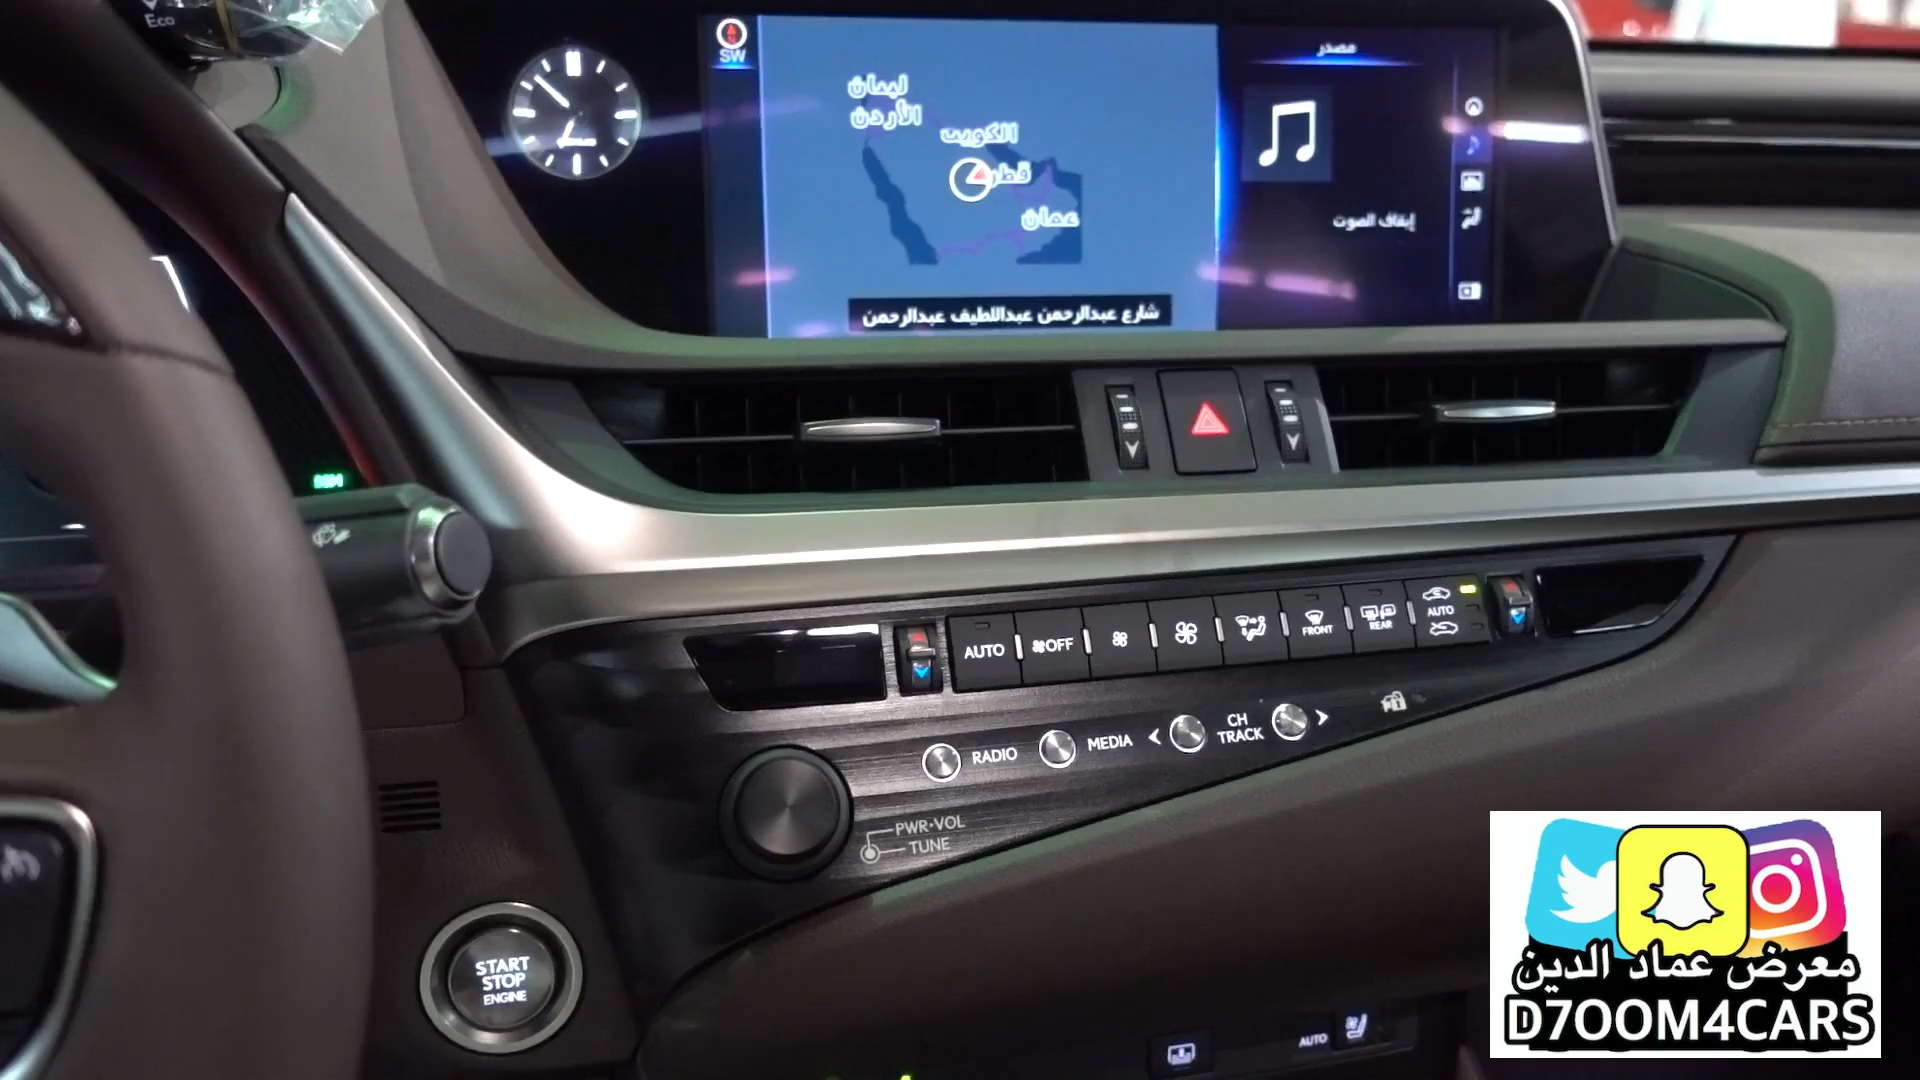 Eco
SW
لبنان
الأردن
الكويت
قطر
عمان
شارع عبدالرحمن عبداللطيف عبدالرحمن
مصدر
إيقاف الصوت
AUTO
OFF
FRONT
REAR
AUTO
RADIO
MEDIA
CH
TRACK
PWR·VOL
TUNE
START
STOP
ENGINE
AUTO
معرض عماد الدين
D7OOM4CARS